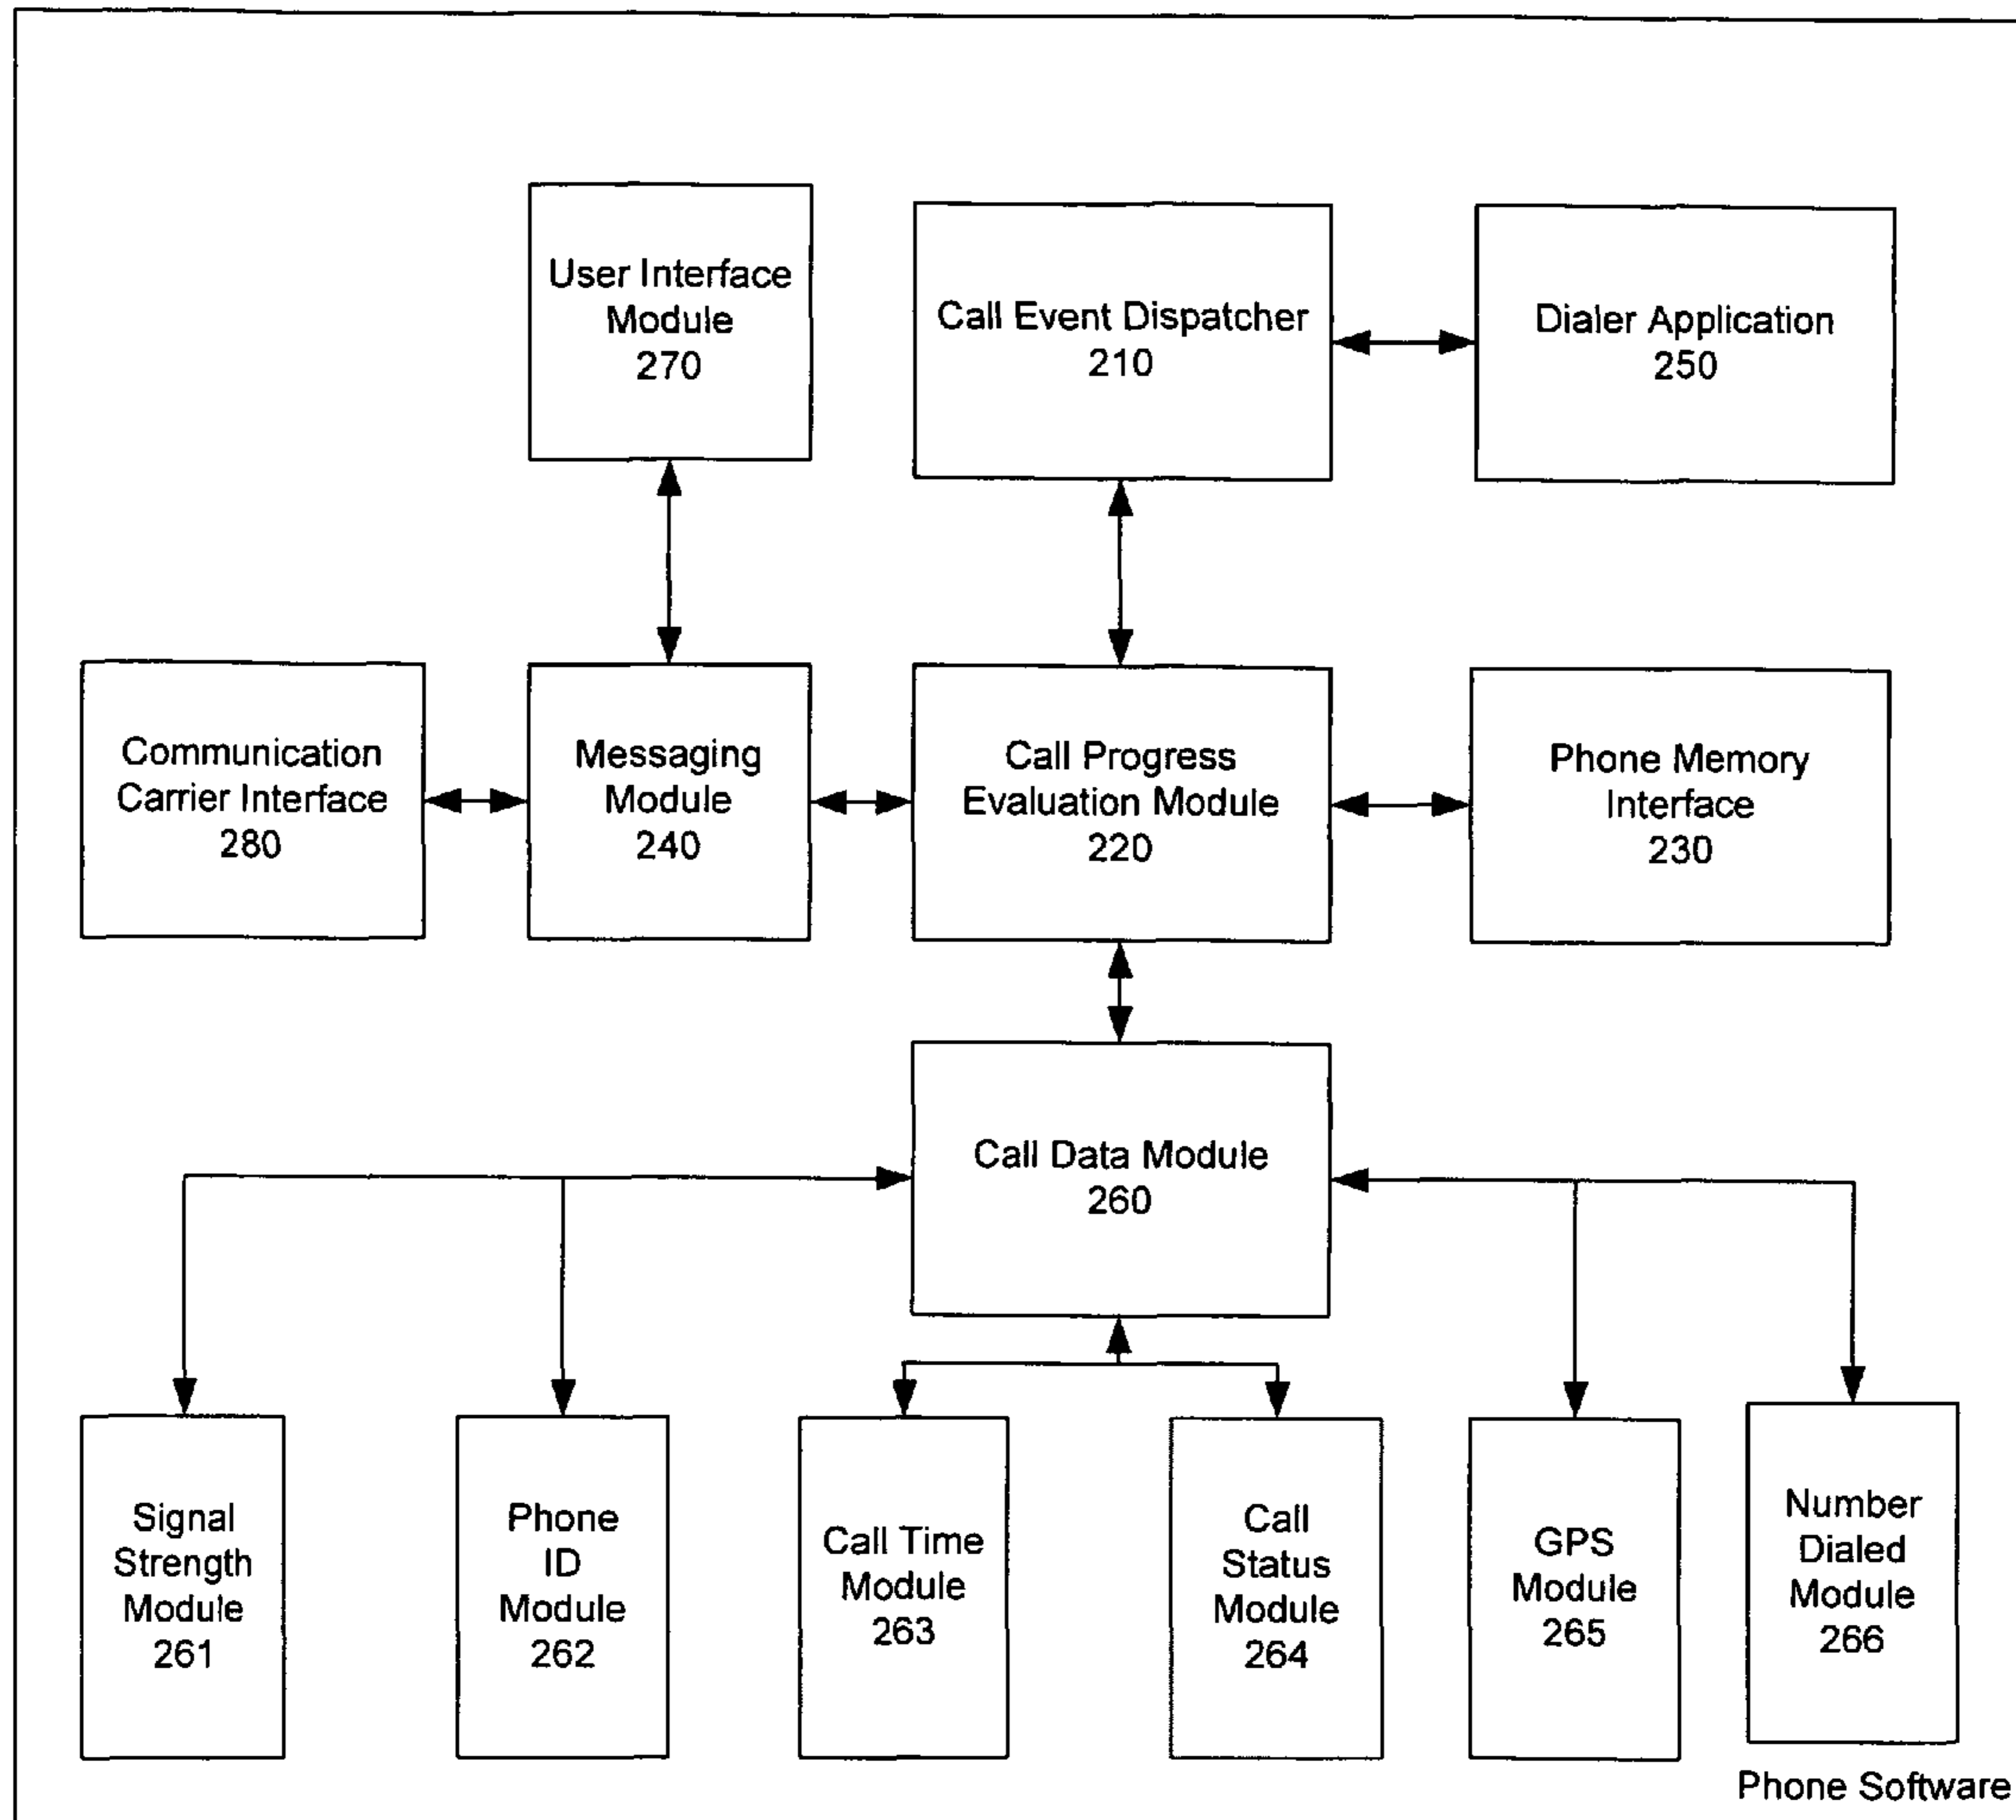 User Interface
Module
270
Call Event Dispatcher
210
Dialer Application
250
Communication
Carrier Interface
280
Messaging
Module
240
Call Progress
Evaluation Module
220
Phone Memory
Interface
230
Call Data Module
260
Signal
Strength
Module
261
Phone
ID
Module
262
Call Time
Module
263
Call
Status
Module
264
GPS
Module
265
Number
Dialed
Module
266
Phone Software